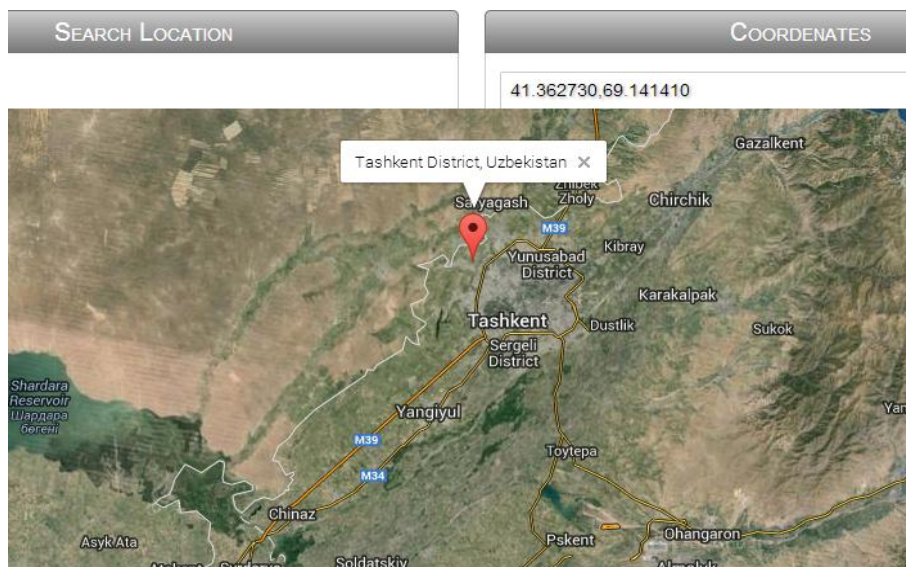 SEARCH LOCATION
COORDENATES
41.362730,69.141410
Gazalkent
Tashkent District, Uzbekistan ×
Zhibek
Zholy
Saryagash
Chirchik
M39
Kibray
Yunusabad
District
Karakalpak
Tashkent
Dustlik
Sukok
Sergeli
District
Shardara
Reservoir
Шардара
бөгені
Yangiyul
M39
Toytepa
M34
Chinaz
Asyk Ata
Pskent
Ohangaron
Soldatskiy